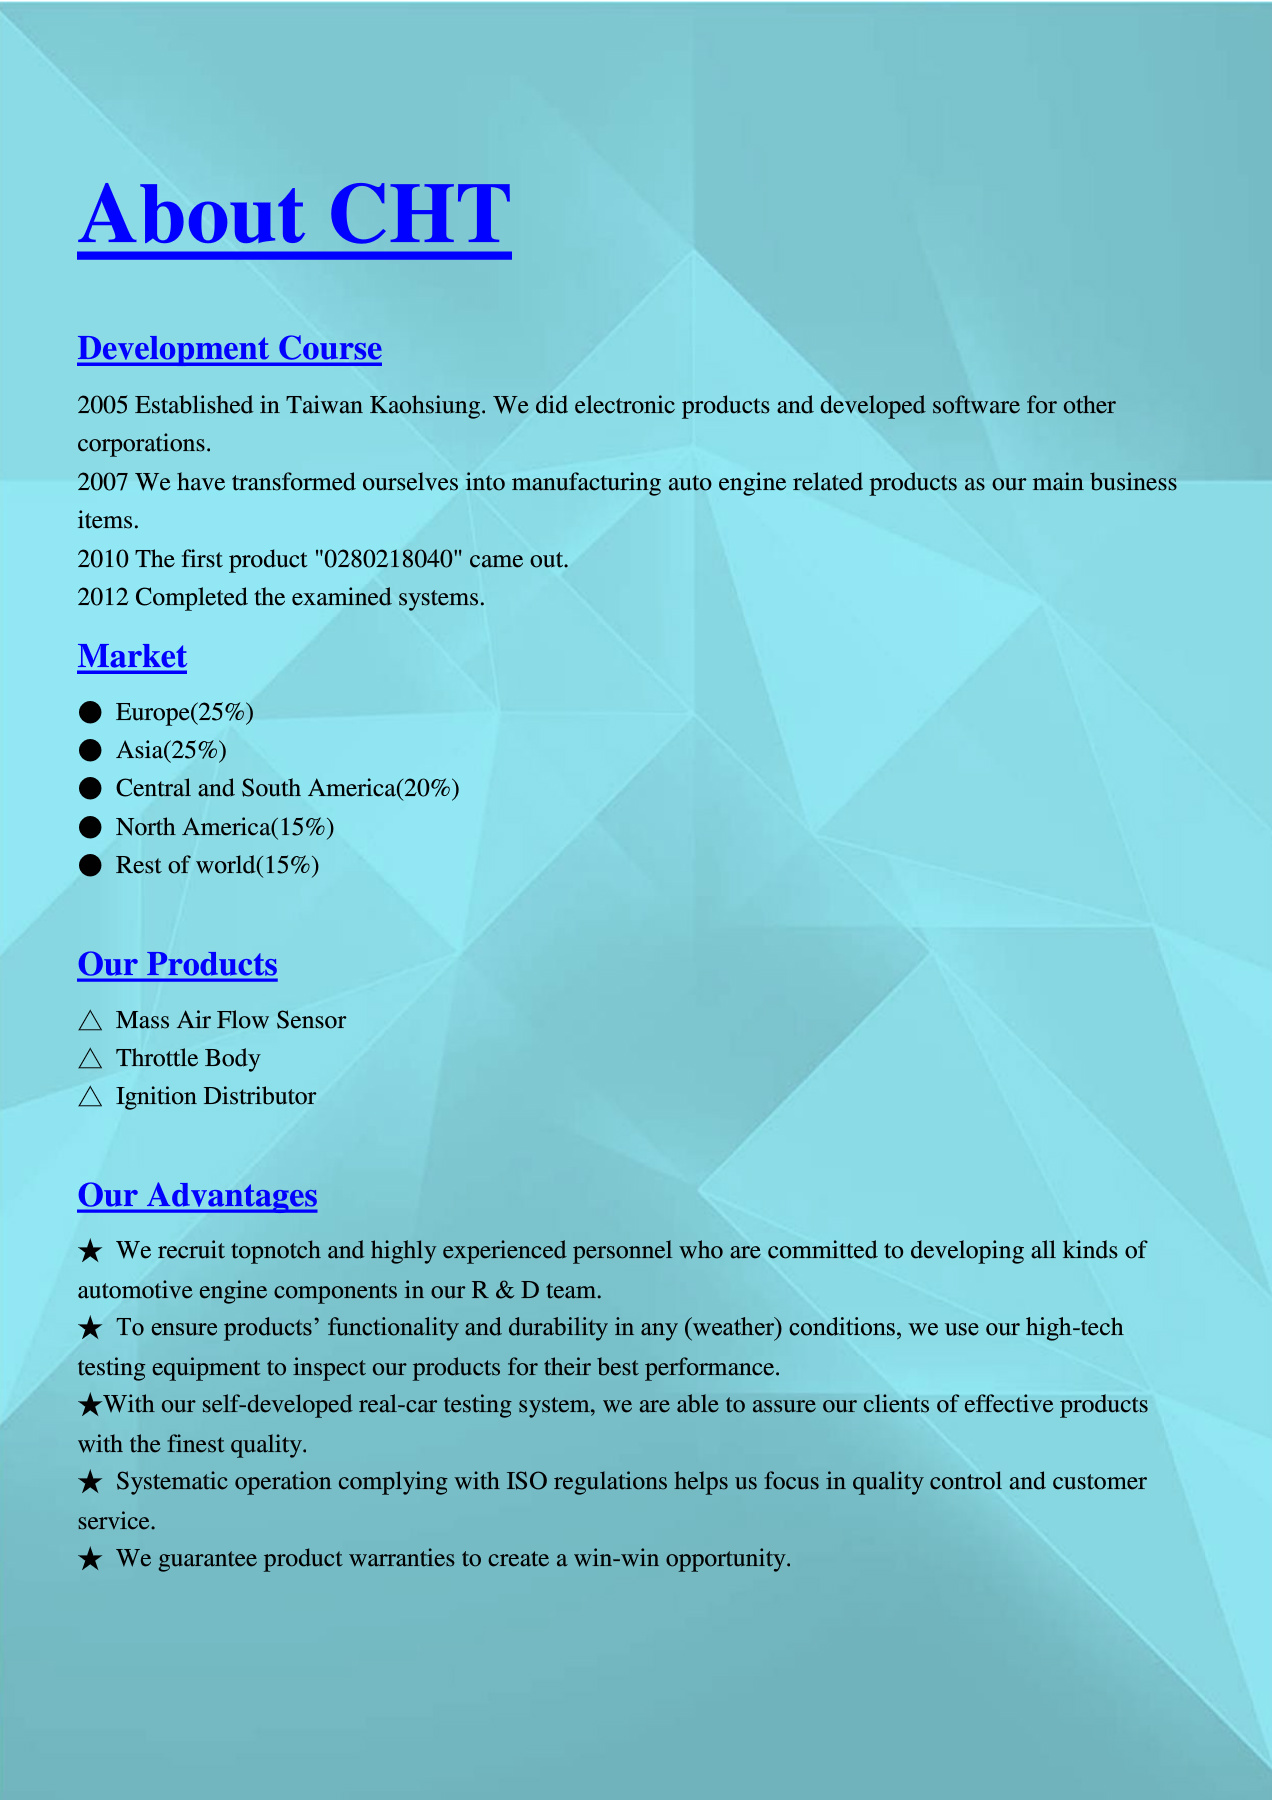 About CHT
Development Course
2005 Established in Taiwan Kaohsiung. We did electronic products and developed software for other
corporations.
2007 We have transformed ourselves into manufacturing auto engine related products as our main business
items.
2010 The first product "0280218040" came out.
2012 Completed the examined systems.
Market
● Europe(25%)
● Asia(25%)
● Central and South America(20%)
● North America(15%)
● Rest of world(15%)
Our Products
△ Mass Air Flow Sensor
△ Throttle Body
△ Ignition Distributor
Our Advantages
★ We recruit topnotch and highly experienced personnel who are committed to developing all kinds of
automotive engine components in our R & D team.
★ To ensure products’ functionality and durability in any (weather) conditions, we use our high-tech
testing equipment to inspect our products for their best performance.
★With our self-developed real-car testing system, we are able to assure our clients of effective products
with the finest quality.
★ Systematic operation complying with ISO regulations helps us focus in quality control and customer
service.
★ We guarantee product warranties to create a win-win opportunity.